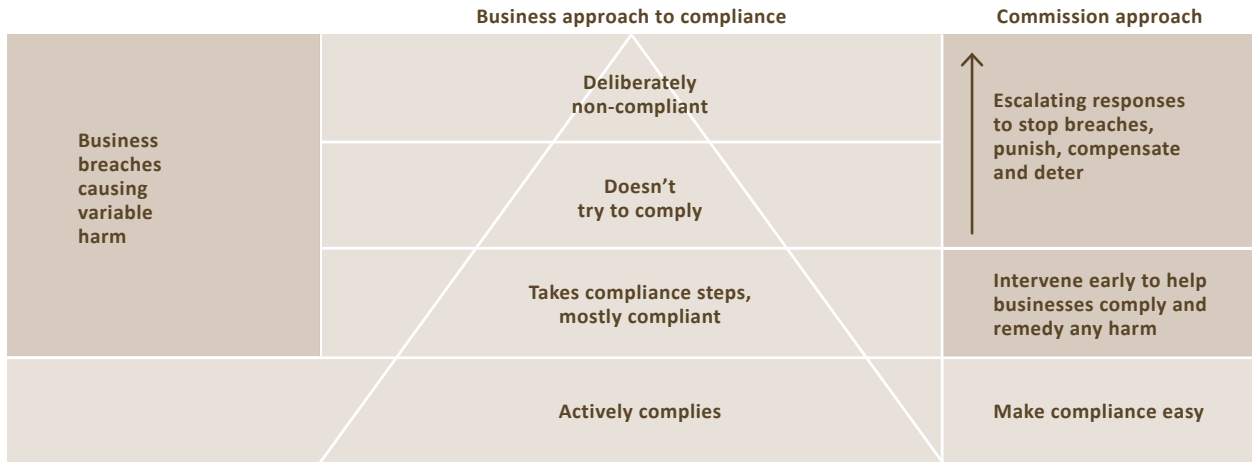 Business approach to compliance
Commission approach
Business
breaches
causing
variable
harm
Deliberately
non-compliant
Escalating responses
to stop breaches,
punish, compensate
and deter
Doesn’t
try to comply
Takes compliance steps,
mostly compliant
Intervene early to help
businesses comply and
remedy any harm
Actively complies
Make compliance easy